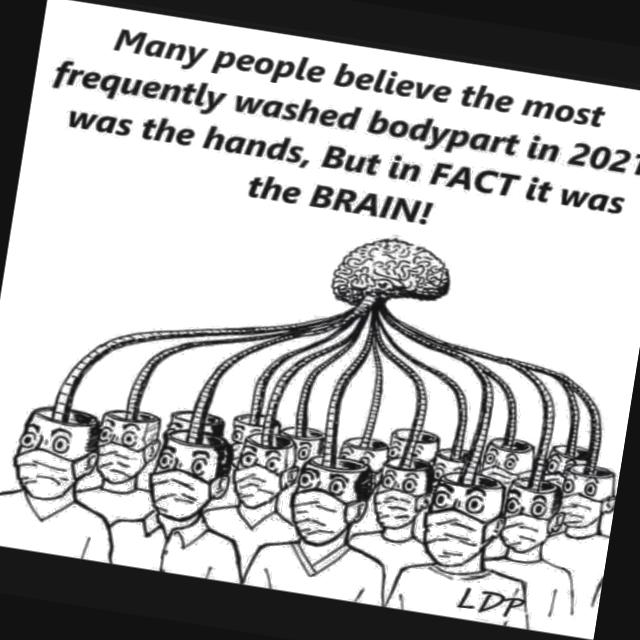 Many people believe the most
frequently washed bodypart in 2021
was the hands, But in FACT it was
the BRAIN!
LDP